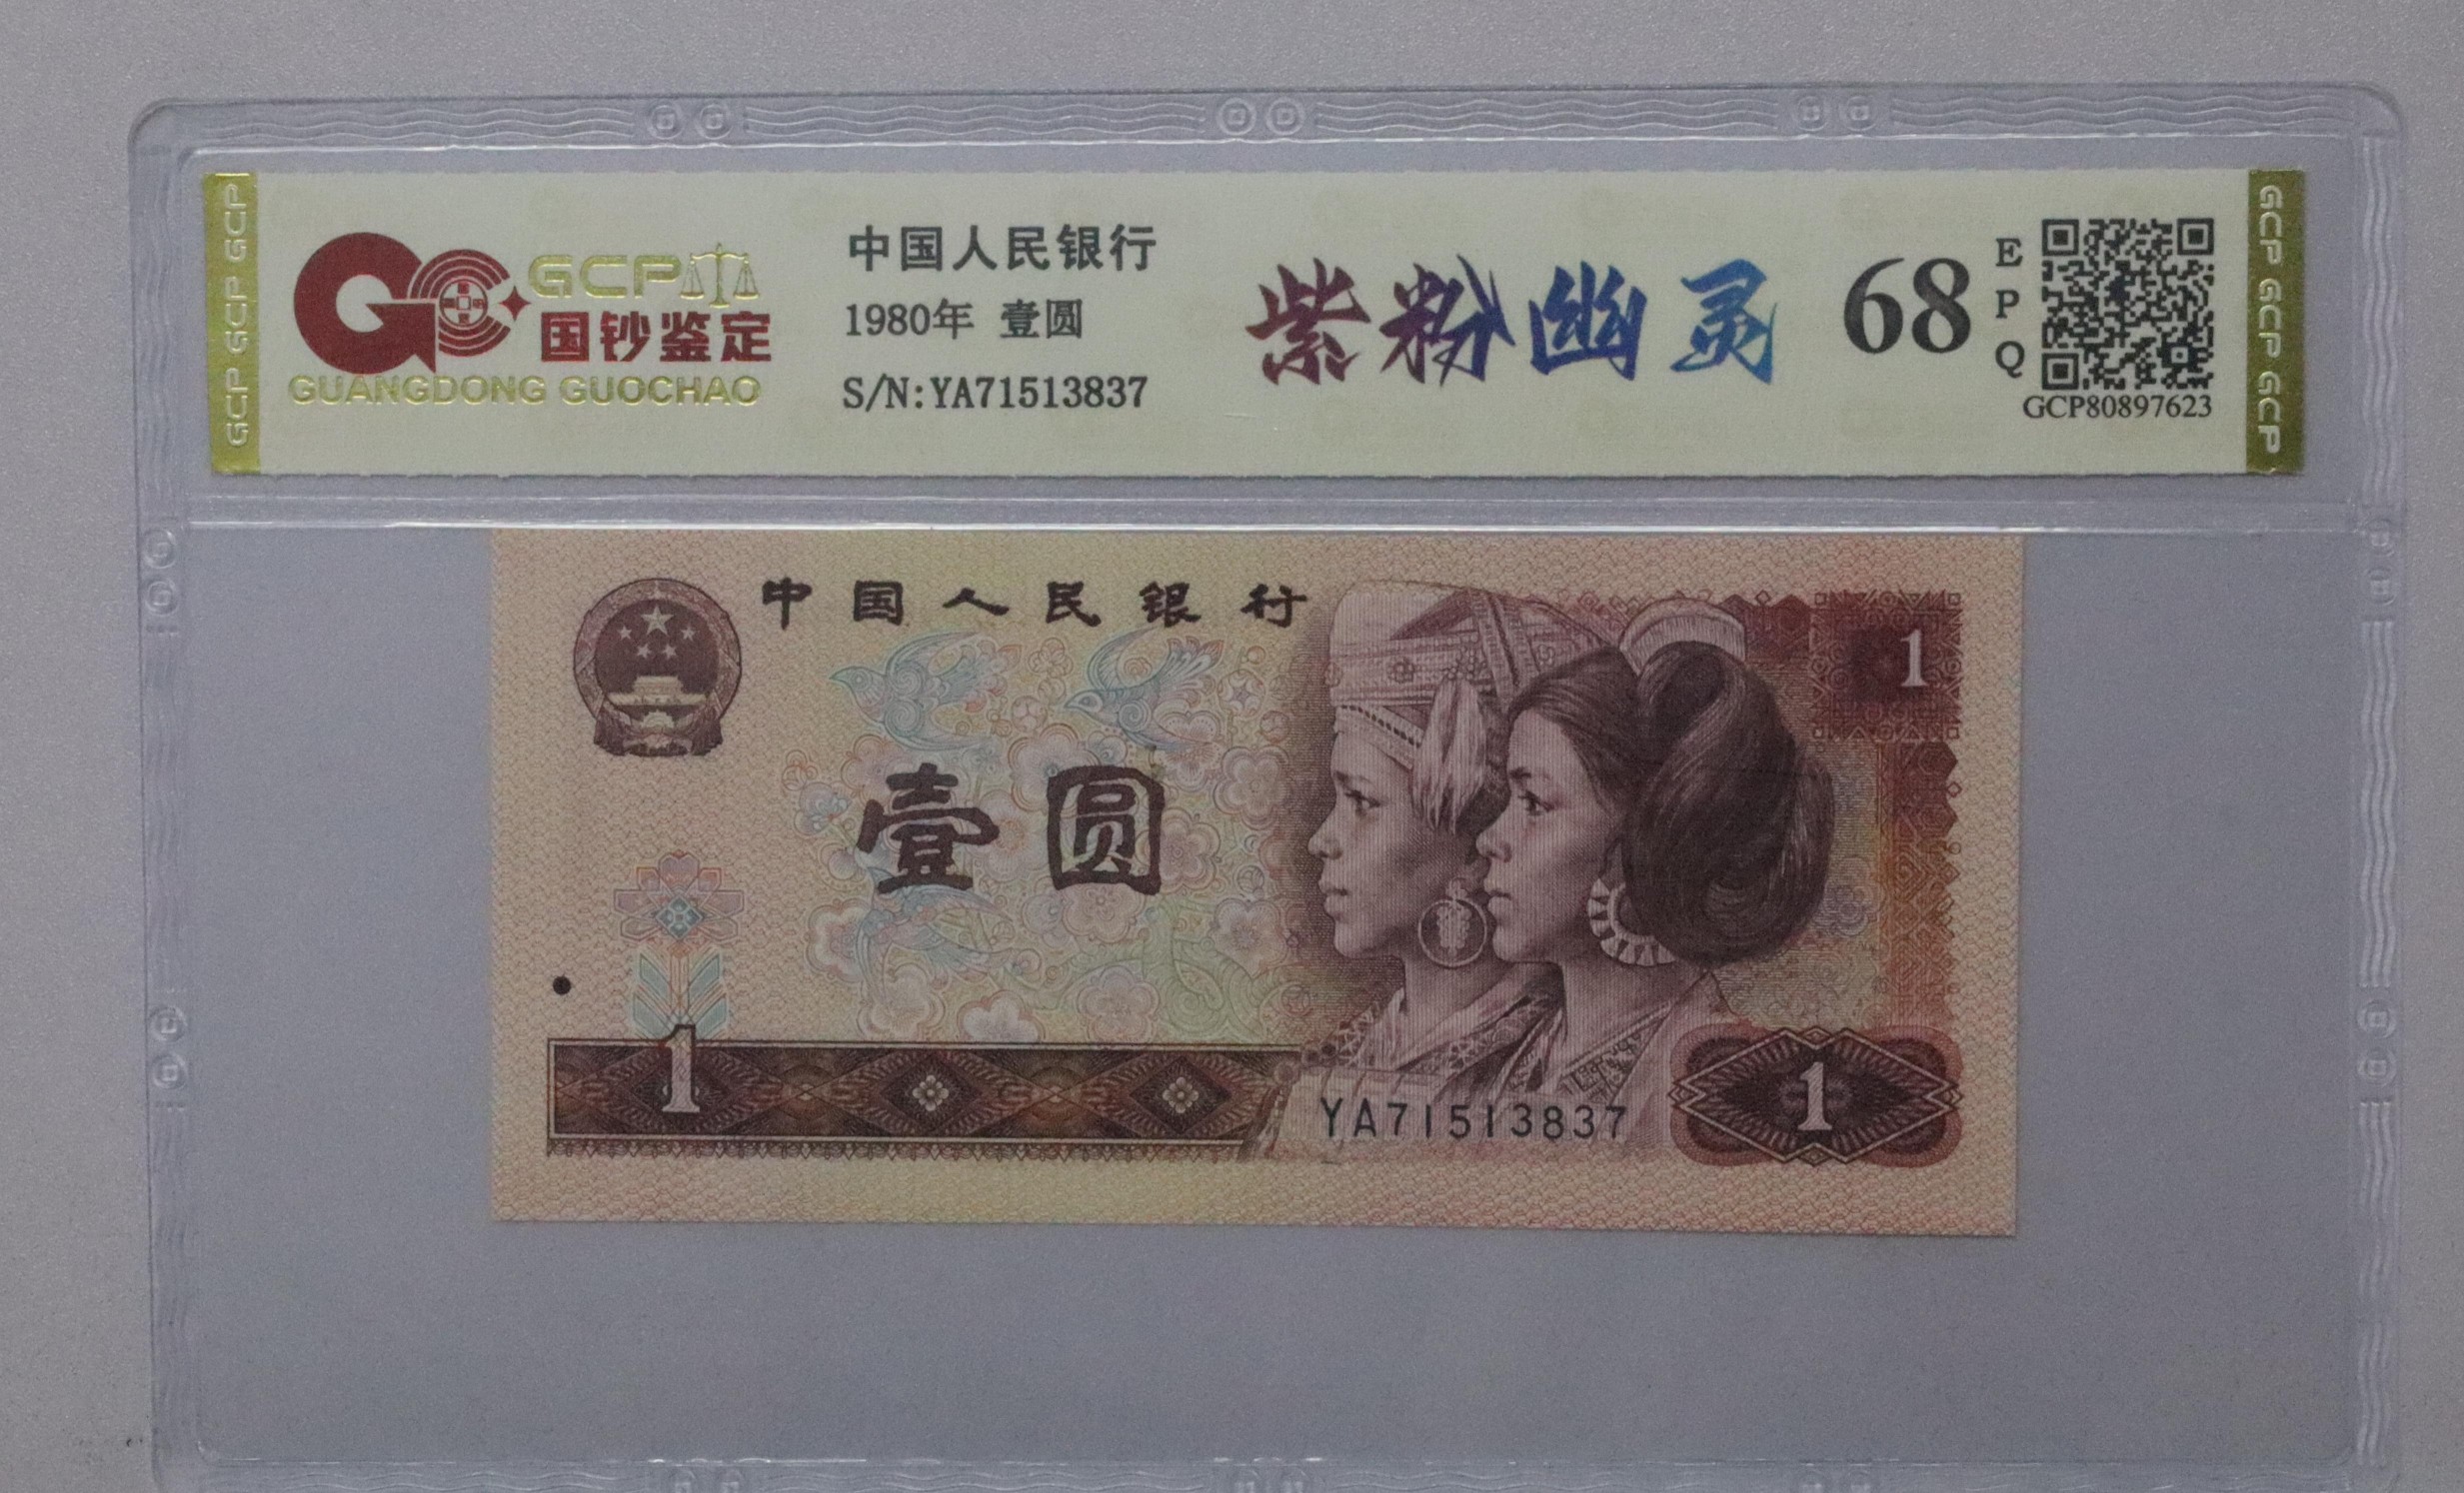 GCP GCP GCP
GCP
国钞鉴定
GUANGDONG GUOCHAO
中国人民银行
1980年 壹圆
S/N:YA71513837
紫粉幽灵
68
E
P
Q
GCP80897623
GCP GCP GCP
中国人民银行
1
壹圆
1
YA71513837
1